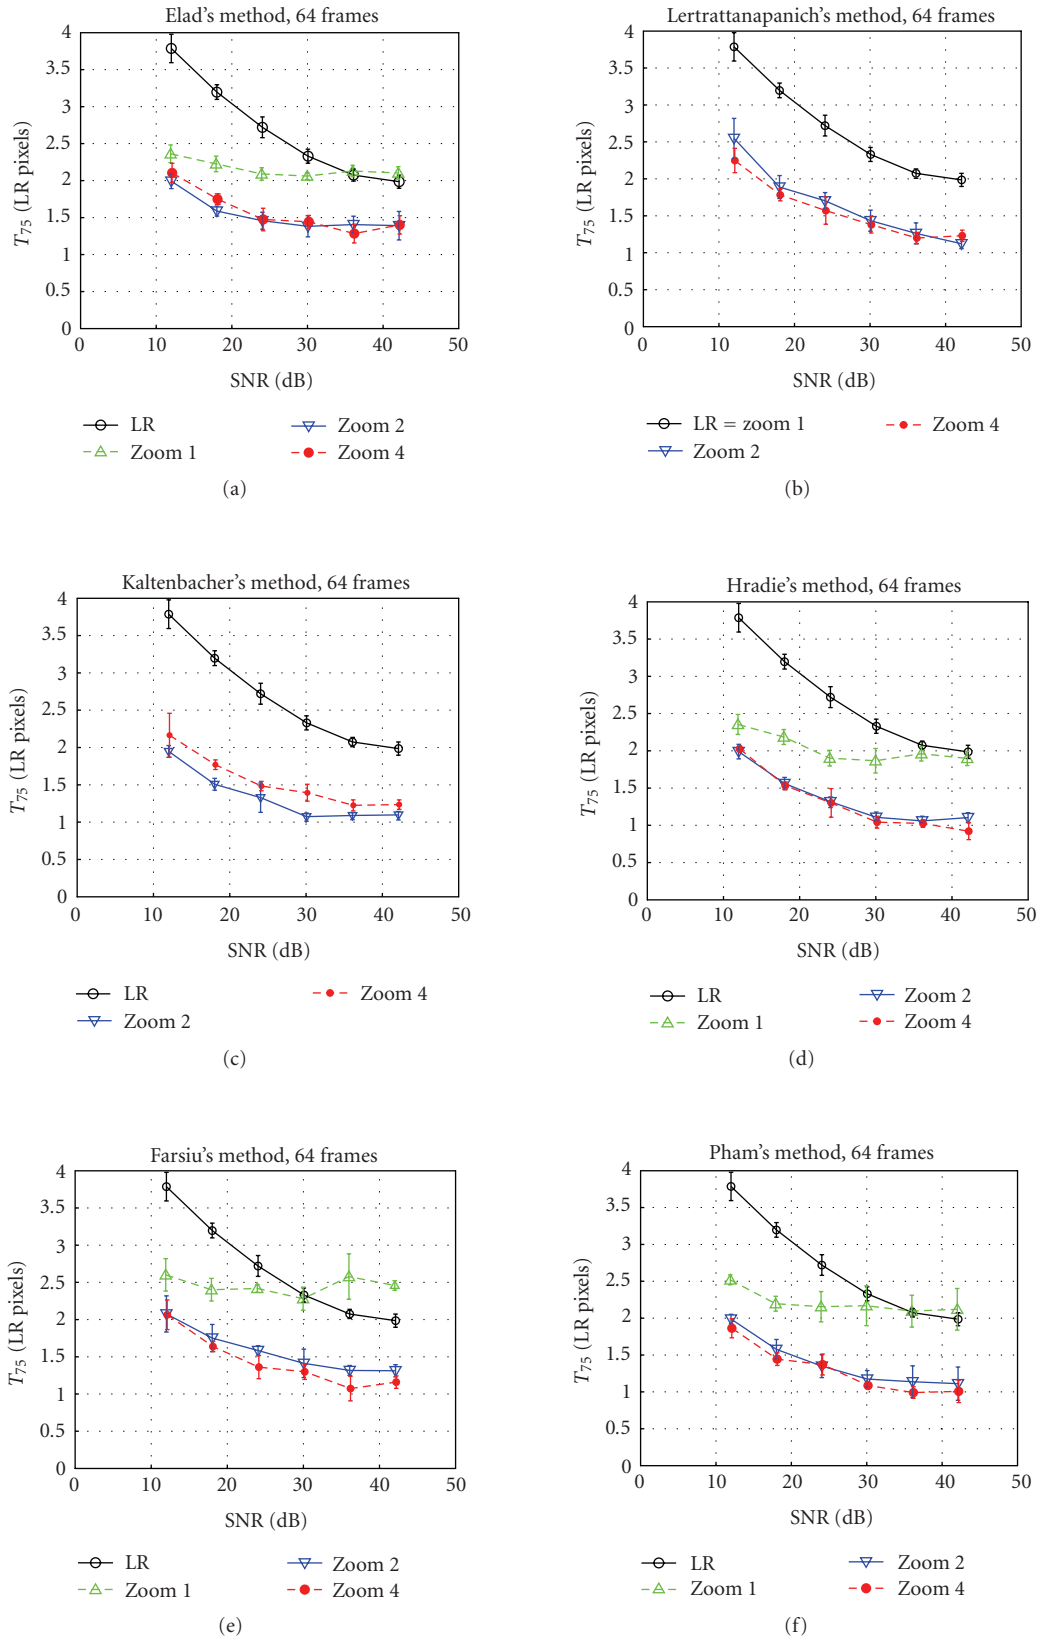 Elad's method, 64 frames
4
3.5
3
2.5
2
1.5
1
0.5
0
T75 (LR pixels)
0 10 20 30 40 50
SNR (dB)
LR
Zoom 1
Zoom 2
Zoom 4
(a)
Lertrattanapanich's method, 64 frames
4
3.5
3
2.5
2
1.5
1
0.5
0
T75 (LR pixels)
0 10 20 30 40 50
SNR (dB)
LR = zoom 1
Zoom 2
Zoom 4
(b)
Kaltenbacher's method, 64 frames
4
3.5
3
2.5
2
1.5
1
0.5
0
T75 (LR pixels)
0 10 20 30 40 50
SNR (dB)
LR
Zoom 2
Zoom 4
(c)
Hradie's method, 64 frames
4
3.5
3
2.5
2
1.5
1
0.5
0
T75 (LR pixels)
0 10 20 30 40 50
SNR (dB)
LR
Zoom 1
Zoom 2
Zoom 4
(d)
Farsiu's method, 64 frames
4
3.5
3
2.5
2
1.5
1
0.5
0
T75 (LR pixels)
0 10 20 30 40 50
SNR (dB)
LR
Zoom 1
Zoom 2
Zoom 4
(e)
Pham's method, 64 frames
4
3.5
3
2.5
2
1.5
1
0.5
0
T75 (LR pixels)
0 10 20 30 40 50
SNR (dB)
LR
Zoom 1
Zoom 2
Zoom 4
(f)